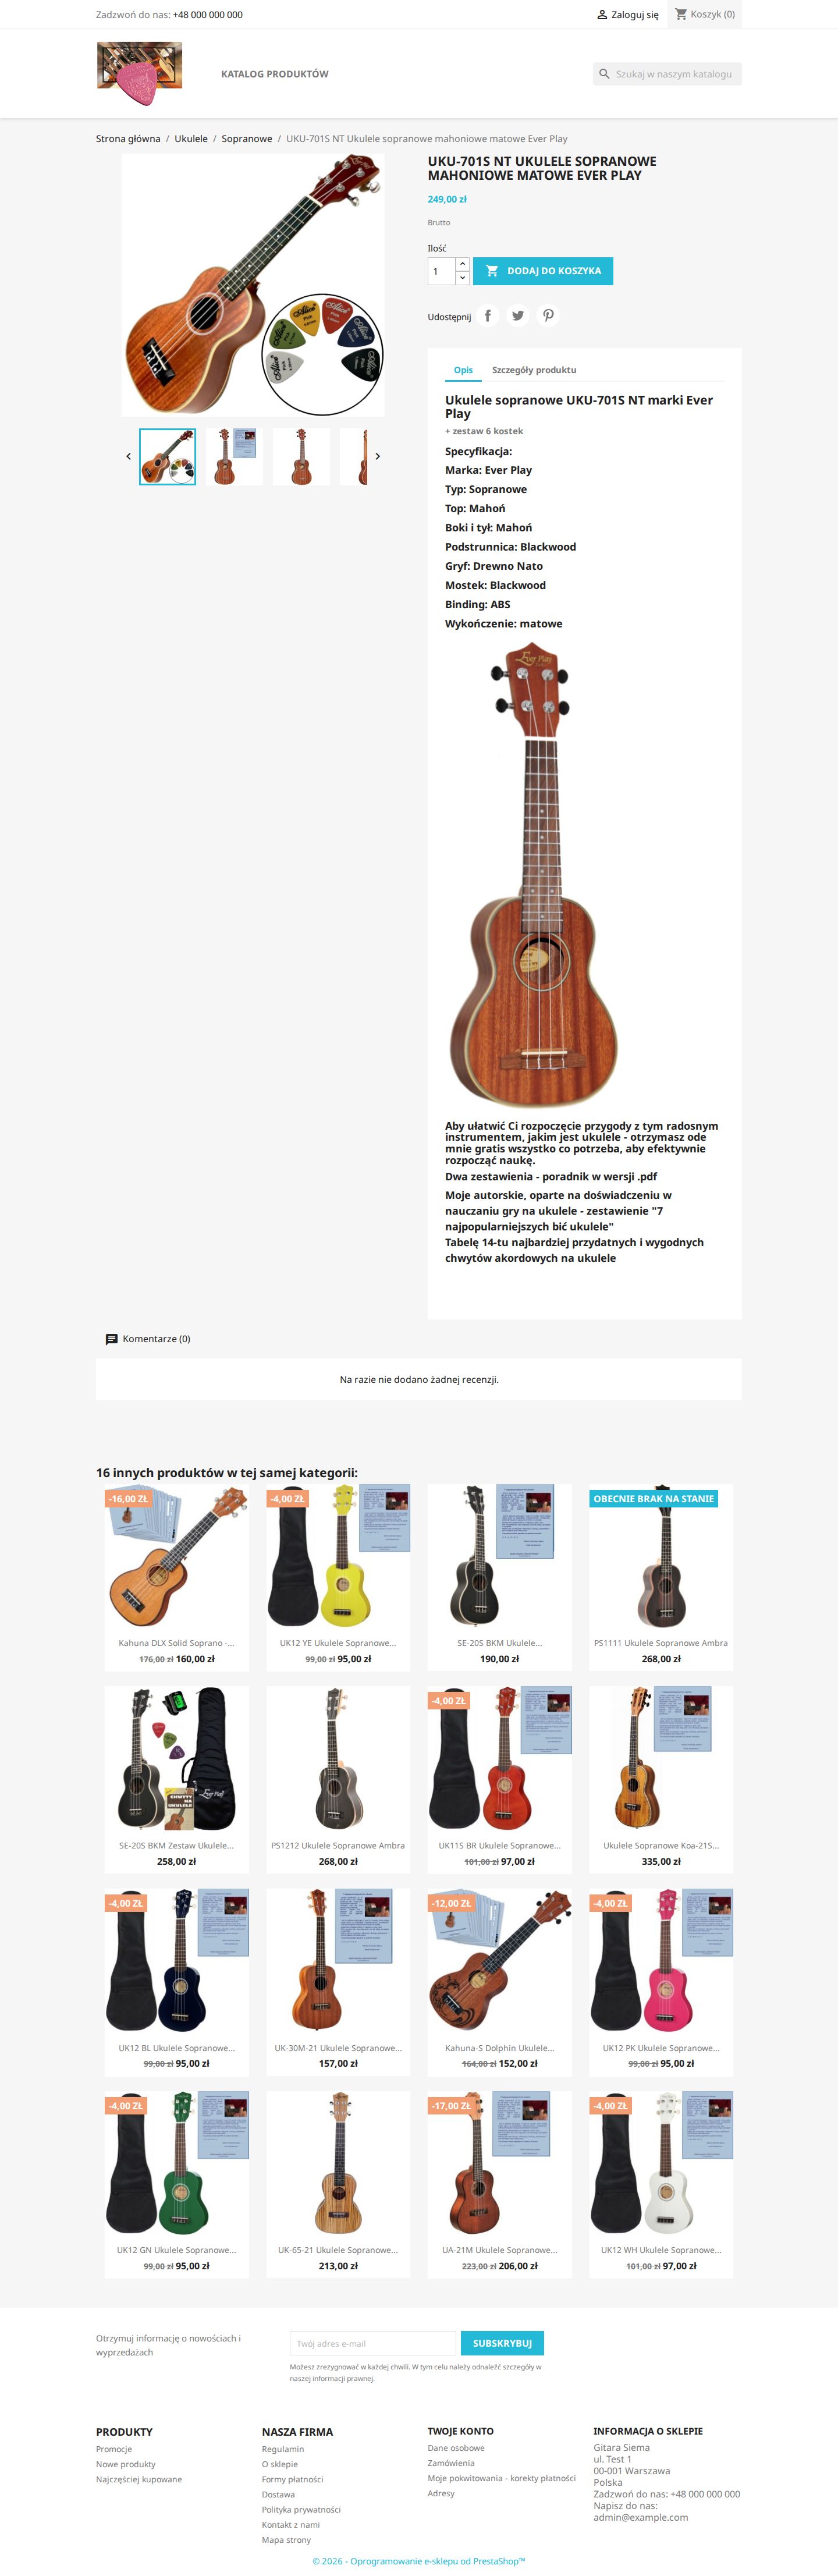 Zadzwoń do nas: +48 000 000 000
Zaloguj się
Koszyk (0)
KATALOG PRODUKTÓW
Szukaj w naszym katalogu
Strona główna / Ukulele / Sopranowe / UKU-701S NT Ukulele sopranowe mahoniowe matowe Ever Play
UKU-701S NT UKULELE SOPRANOWE
MAHONIOWE MATOWE EVER PLAY
249,00 zł
Brutto
Ilość
1
DODAJ DO KOSZYKA
Udostępnij
Alice
Alice
Alice
Alice
Alice
Alice
Opis
Szczegóły produktu
Ukulele sopranowe UKU-701S NT marki Ever
Play
+ zestaw 6 kostek
Specyfikacja:
Marka: Ever Play
Typ: Sopranowe
Top: Mahoń
Boki i tył: Mahoń
Podstrunnica: Blackwood
Gryf: Drewno Nato
Mostek: Blackwood
Binding: ABS
Wykończenie: matowe
Ever Play
Aby ułatwić Ci rozpoczęcie przygody z tym radosnym
instrumentem, jakim jest ukulele - otrzymasz ode
mnie gratis wszystko co potrzeba, aby efektywnie
rozpocząć naukę.
Dwa zestawienia - poradnik w wersji .pdf
Moje autorskie, oparte na doświadczeniu w
nauczaniu gry na ukulele - zestawienie "7
najpopularniejszych bić ukulele"
Tabelę 14-tu najbardziej przydatnych i wygodnych
chwytów akordowych na ukulele
Komentarze (0)
Na razie nie dodano żadnej recenzji.
16 innych produktów w tej samej kategorii:
-16,00 ZŁ
-4,00 ZŁ
OBECNIE BRAK NA STANIE
Kahuna DLX Solid Soprano -...
176,00 zł 160,00 zł
UK12 YE Ukulele Sopranowe...
99,00 zł 95,00 zł
SE-20S BKM Ukulele...
190,00 zł
PS1111 Ukulele Sopranowe Ambra
268,00 zł
CHWYTY
NA
UKULELE
Ever Play
-4,00 ZŁ
SE-20S BKM Zestaw Ukulele...
258,00 zł
PS1212 Ukulele Sopranowe Ambra
268,00 zł
UK11S BR Ukulele Sopranowe...
101,00 zł 97,00 zł
Ukulele Sopranowe Koa-21S...
335,00 zł
-4,00 ZŁ
-12,00 ZŁ
-4,00 ZŁ
UK12 BL Ukulele Sopranowe...
99,00 zł 95,00 zł
UK-30M-21 Ukulele Sopranowe...
157,00 zł
Kahuna-S Dolphin Ukulele...
164,00 zł 152,00 zł
UK12 PK Ukulele Sopranowe...
99,00 zł 95,00 zł
-4,00 ZŁ
-17,00 ZŁ
-4,00 ZŁ
UK12 GN Ukulele Sopranowe...
99,00 zł 95,00 zł
UK-65-21 Ukulele Sopranowe...
213,00 zł
UA-21M Ukulele Sopranowe...
223,00 zł 206,00 zł
UK12 WH Ukulele Sopranowe...
101,00 zł 97,00 zł
Otrzymuj informację o nowościach i
wyprzedażach
Twój adres e-mail
SUBSKRYBUJ
Możesz zrezygnować w każdej chwili. W tym celu należy odnaleźć szczegóły w
naszej informacji prawnej.
PRODUKTY
Promocje
Nowe produkty
Najczęściej kupowane
NASZA FIRMA
Regulamin
O sklepie
Formy płatności
Dostawa
Polityka prywatności
Kontakt z nami
Mapa strony
TWOJE KONTO
Dane osobowe
Zamówienia
Moje pokwitowania - korekty płatności
Adresy
INFORMACJA O SKLEPIE
Gitara Siema
ul. Test 1
00-001 Warszawa
Polska
Zadzwoń do nas: +48 000 000 000
Napisz do nas:
admin@example.com
© 2026 - Oprogramowanie e-sklepu od PrestaShop™